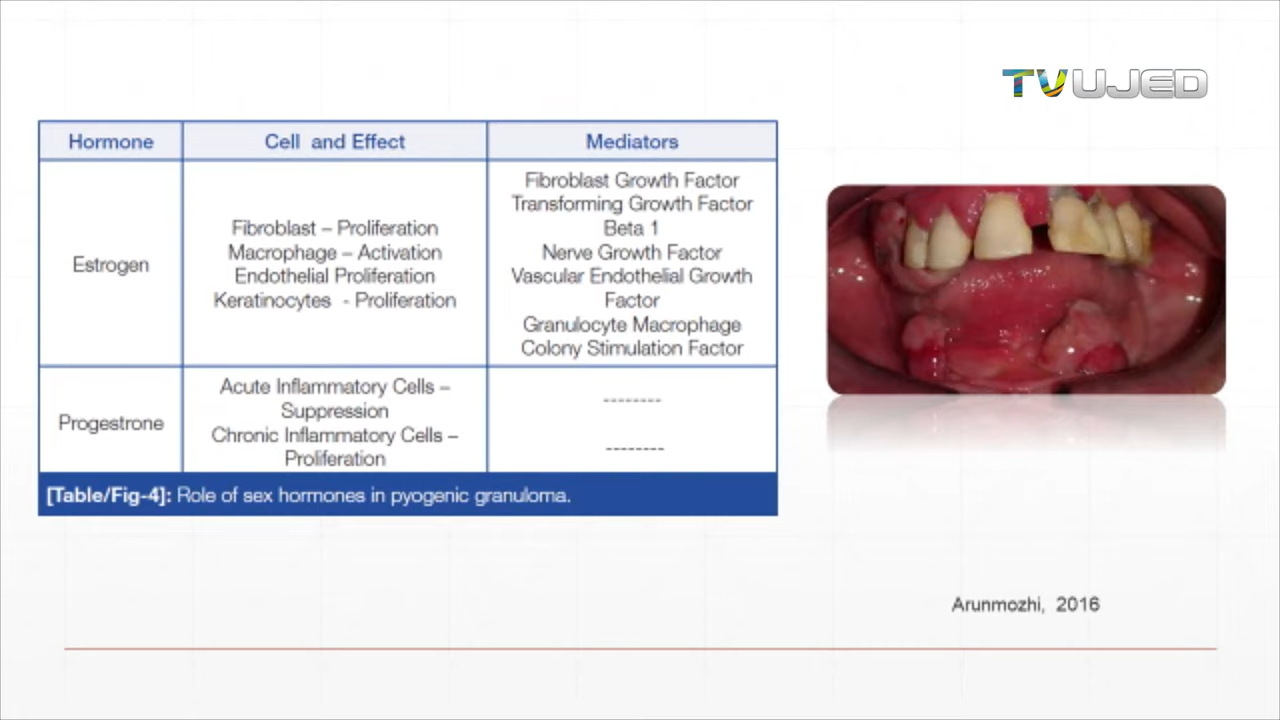 TVUJED
Hormone
Cell and Effect
Mediators
Estrogen
Fibroblast – Proliferation
Macrophage – Activation
Endothelial Proliferation
Keratinocytes - Proliferation
Fibroblast Growth Factor
Transforming Growth Factor
Beta 1
Nerve Growth Factor
Vascular Endothelial Growth
Factor
Granulocyte Macrophage
Colony Stimulation Factor
Progestrone
Acute Inflammatory Cells –
Suppression
Chronic Inflammatory Cells –
Proliferation
--------
--------
[Table/Fig-4]: Role of sex hormones in pyogenic granuloma.
Arunmozhi, 2016